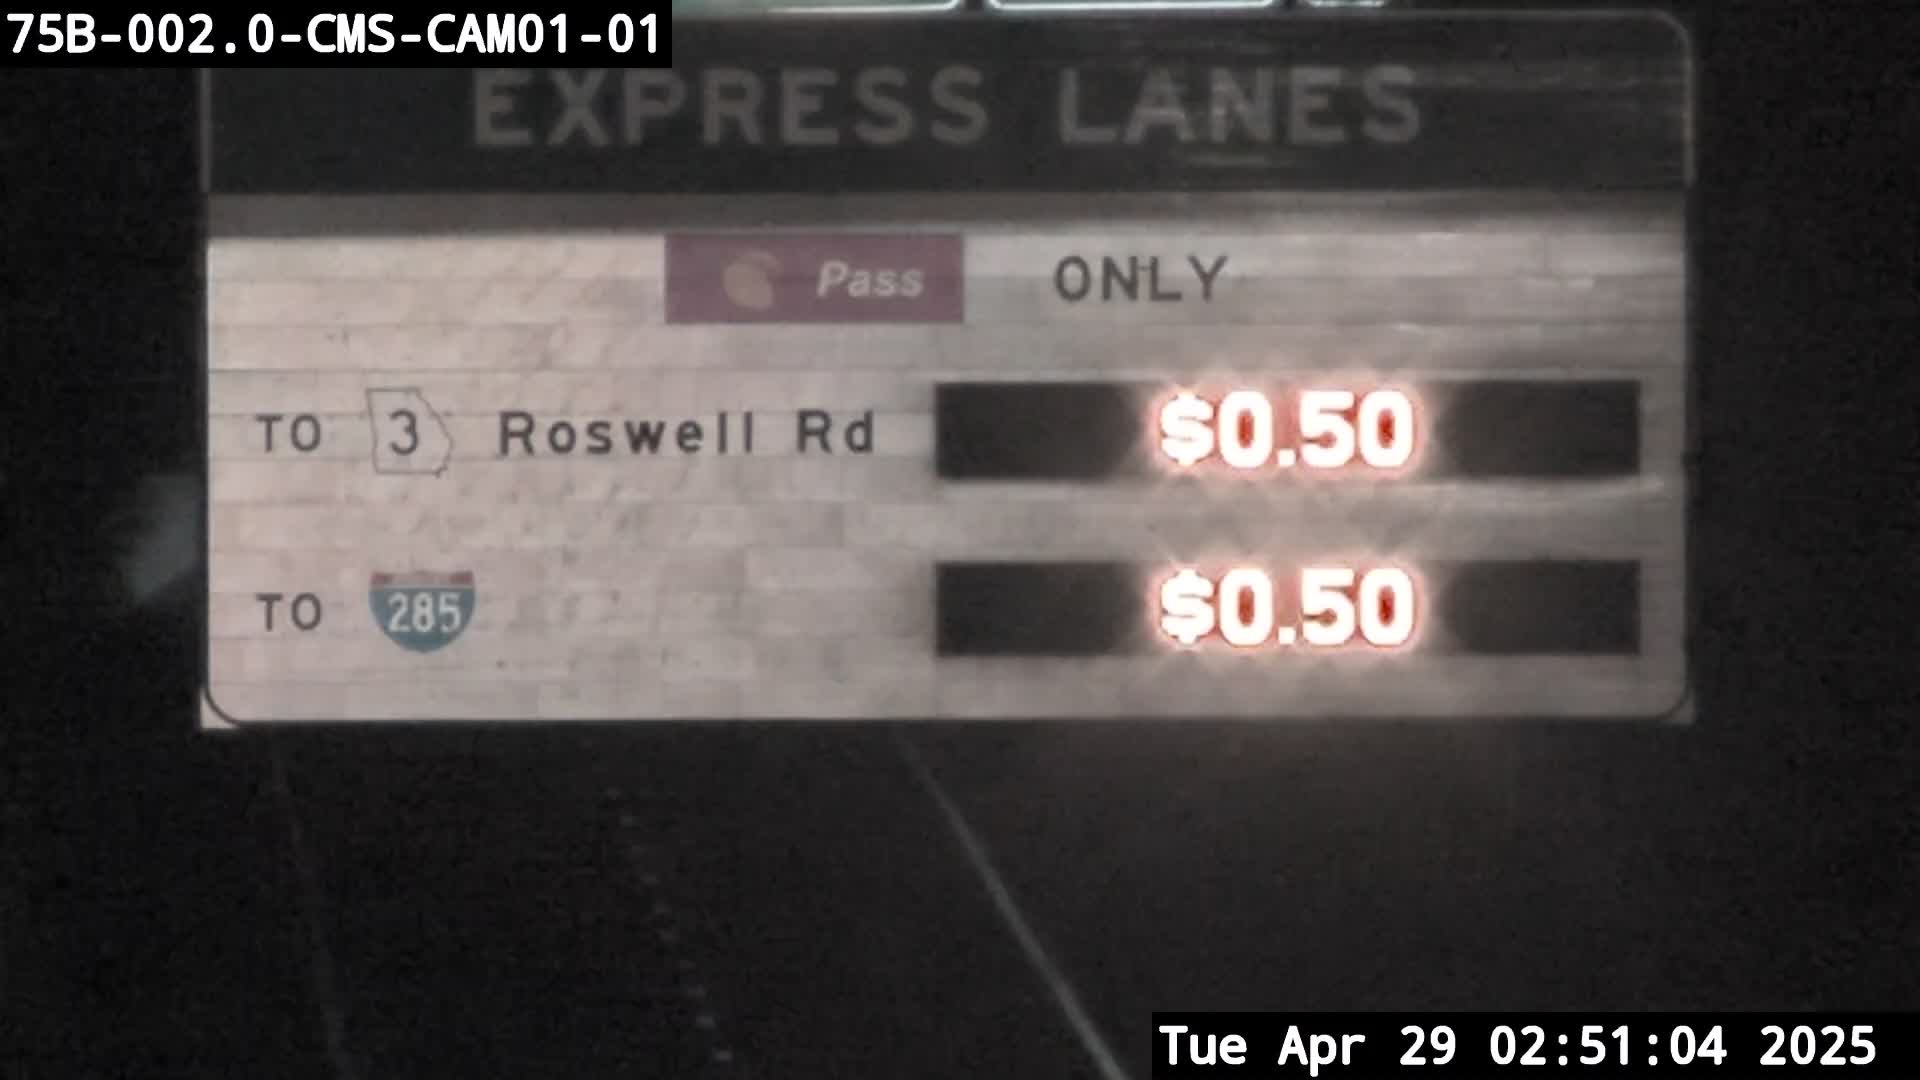 75B-002.0-CMS-CAM01-01
EXPRESS LANES
Pass ONLY
TO 3 Roswell Rd $0.50
TO 285 $0.50
Tue Apr 29 02:51:04 2025